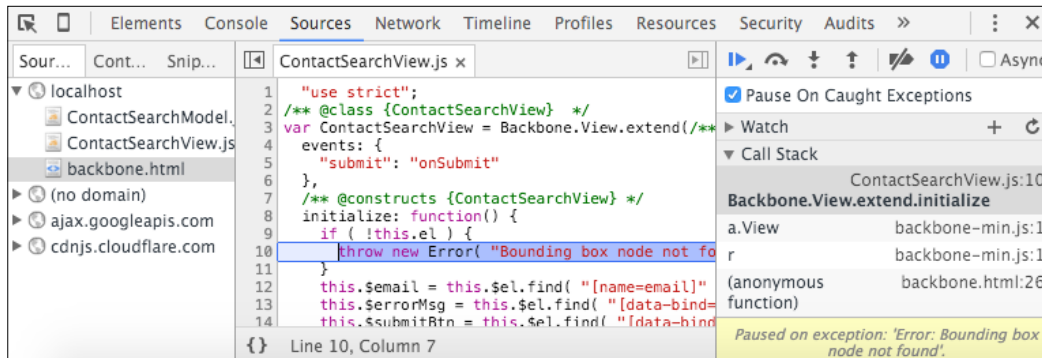 Elements Console Sources Network Timeline Profiles Resources Security Audits »
Sour... Cont... Snip...
localhost
ContactSearchModel.
ContactSearchView.js
backbone.html
(no domain)
ajax.googleapis.com
cdnjs.cloudflare.com
ContactSearchView.js ×
1 "use strict";
2 /** @class {ContactSearchView} */
3 var ContactSearchView = Backbone.View.extend(/**
4 events: {
5 "submit": "onSubmit"
6 },
7 /** @constructs {ContactSearchView} */
8 initialize: function() {
9 if ( !this.el ) {
10 throw new Error( "Bounding box node not fo
11 }
12 this.$email = this.$el.find( "[name=email]"
13 this.$errorMsg = this.$el.find( "[data-bind=
14 this.$submitBtn = this.$el.find( "[data-bind
{} Line 10, Column 7
Async
Pause On Caught Exceptions
Watch
Call Stack
ContactSearchView.js:10
Backbone.View.extend.initialize
a.View backbone-min.js:1
r backbone-min.js:1
(anonymous function) backbone.html:26
Paused on exception: 'Error: Bounding box
node not found'.